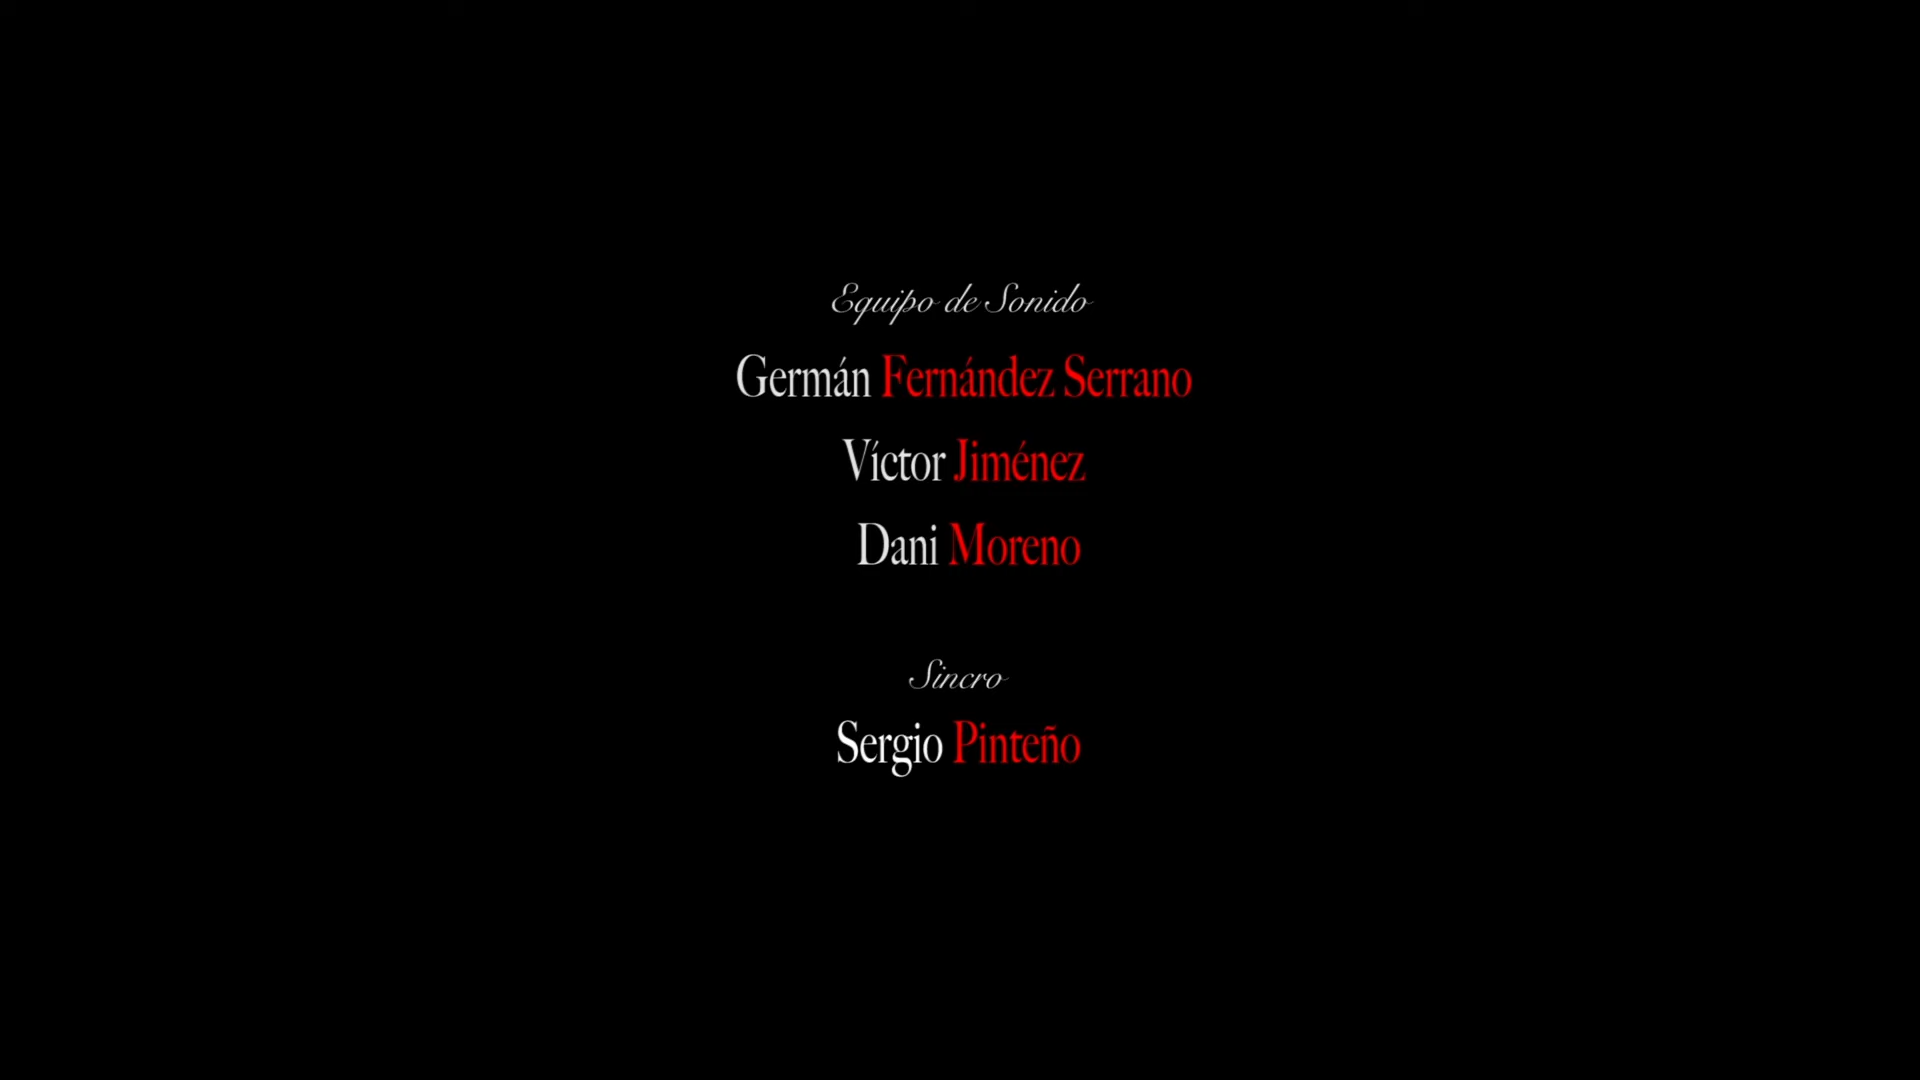 Equipo de Sonido
Germán Fernández Serrano
Víctor Jiménez
Dani Moreno
Sincro
Sergio Pinteño